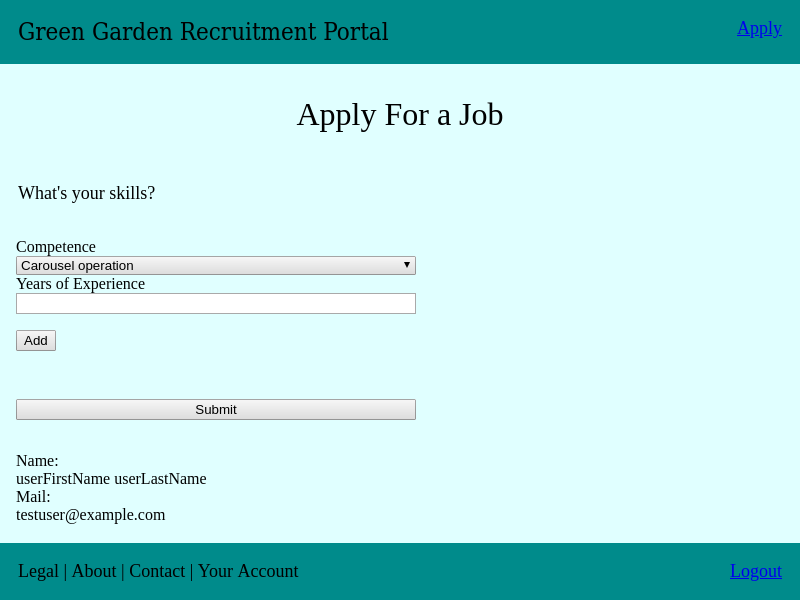 Green Garden Recruitment Portal
Apply
Apply For a Job
What's your skills?
Competence
Carousel operation
Years of Experience
Add
Submit
Name:
userFirstName userLastName
Mail:
testuser@example.com
Legal | About | Contact | Your Account
Logout